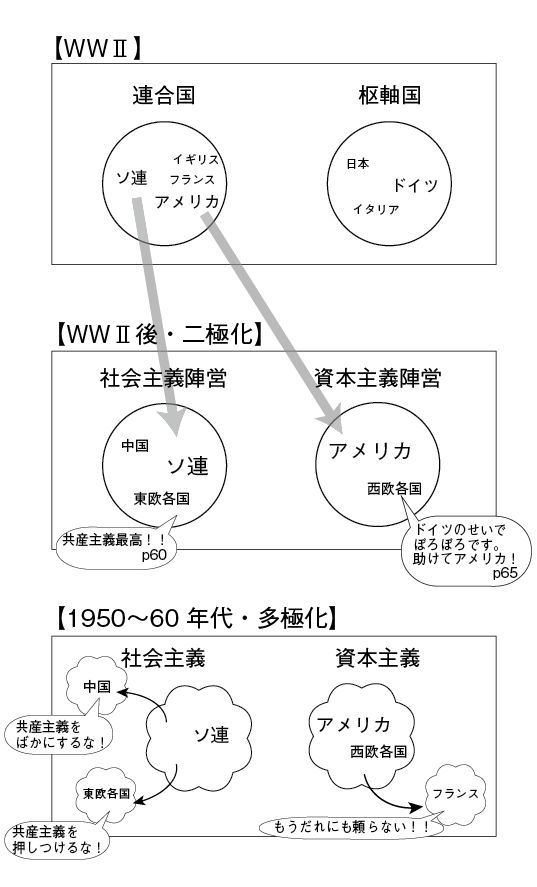 【WWⅡ】
連合国
枢軸国
ソ連
イギリス
フランス
アメリカ
日本
ドイツ
イタリア
【WWⅡ後・二極化】
社会主義陣営
資本主義陣営
中国
ソ連
東欧各国
アメリカ
西欧各国
共産主義最高！！
p60
ドイツのせいで
ぼろぼろです。
助けてアメリカ！
p65
【1950～60 年代・多極化】
社会主義
資本主義
中国
ソ連
共産主義を
ばかにするな！
東欧各国
共産主義を
押しつけるな！
アメリカ
西欧各国
フランス
もうだれにも頼らない！！